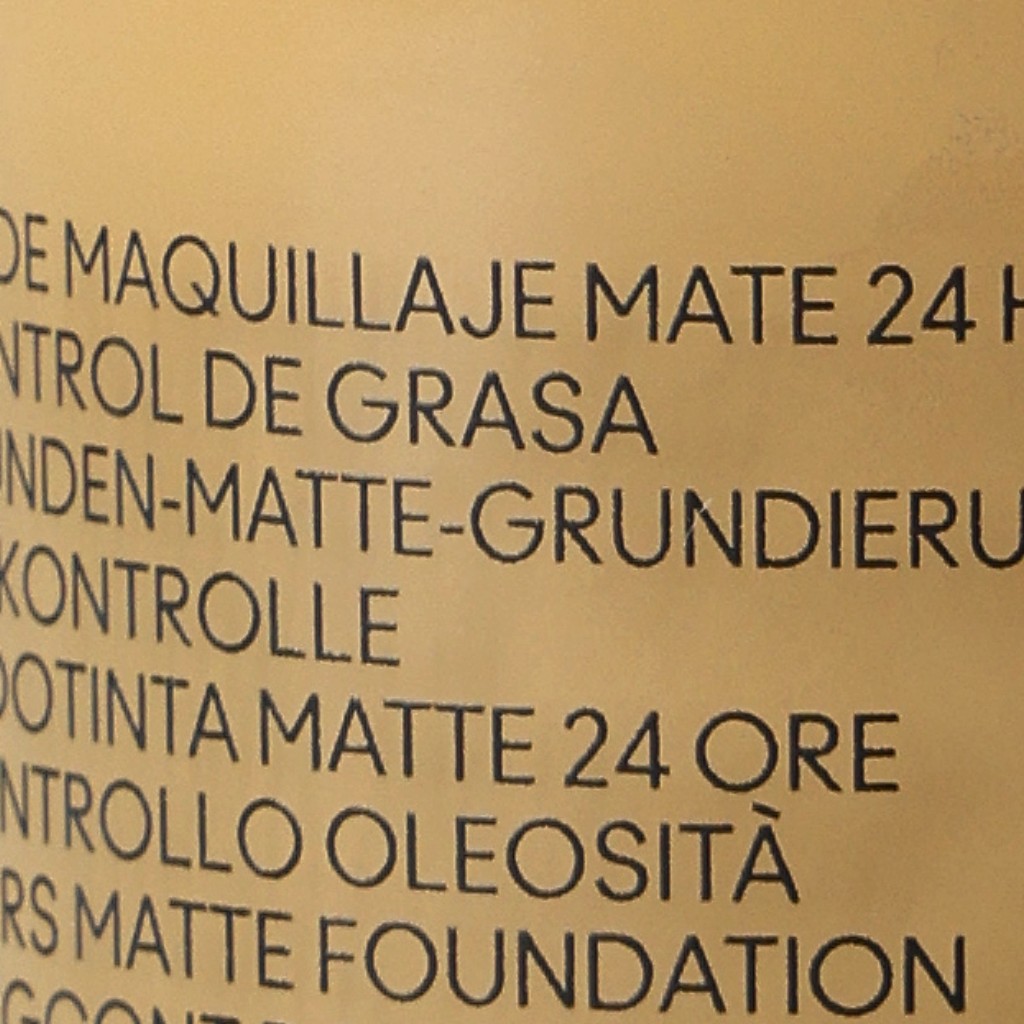 DE MAQUILLAJE MATE 24 H
NTROL DE GRASA
NDEN-MATTE-GRUNDIERU
KONTROLLE
OTINTA MATTE 24 ORE
NTROLLO OLEOSITÀ
RS MATTE FOUNDATION